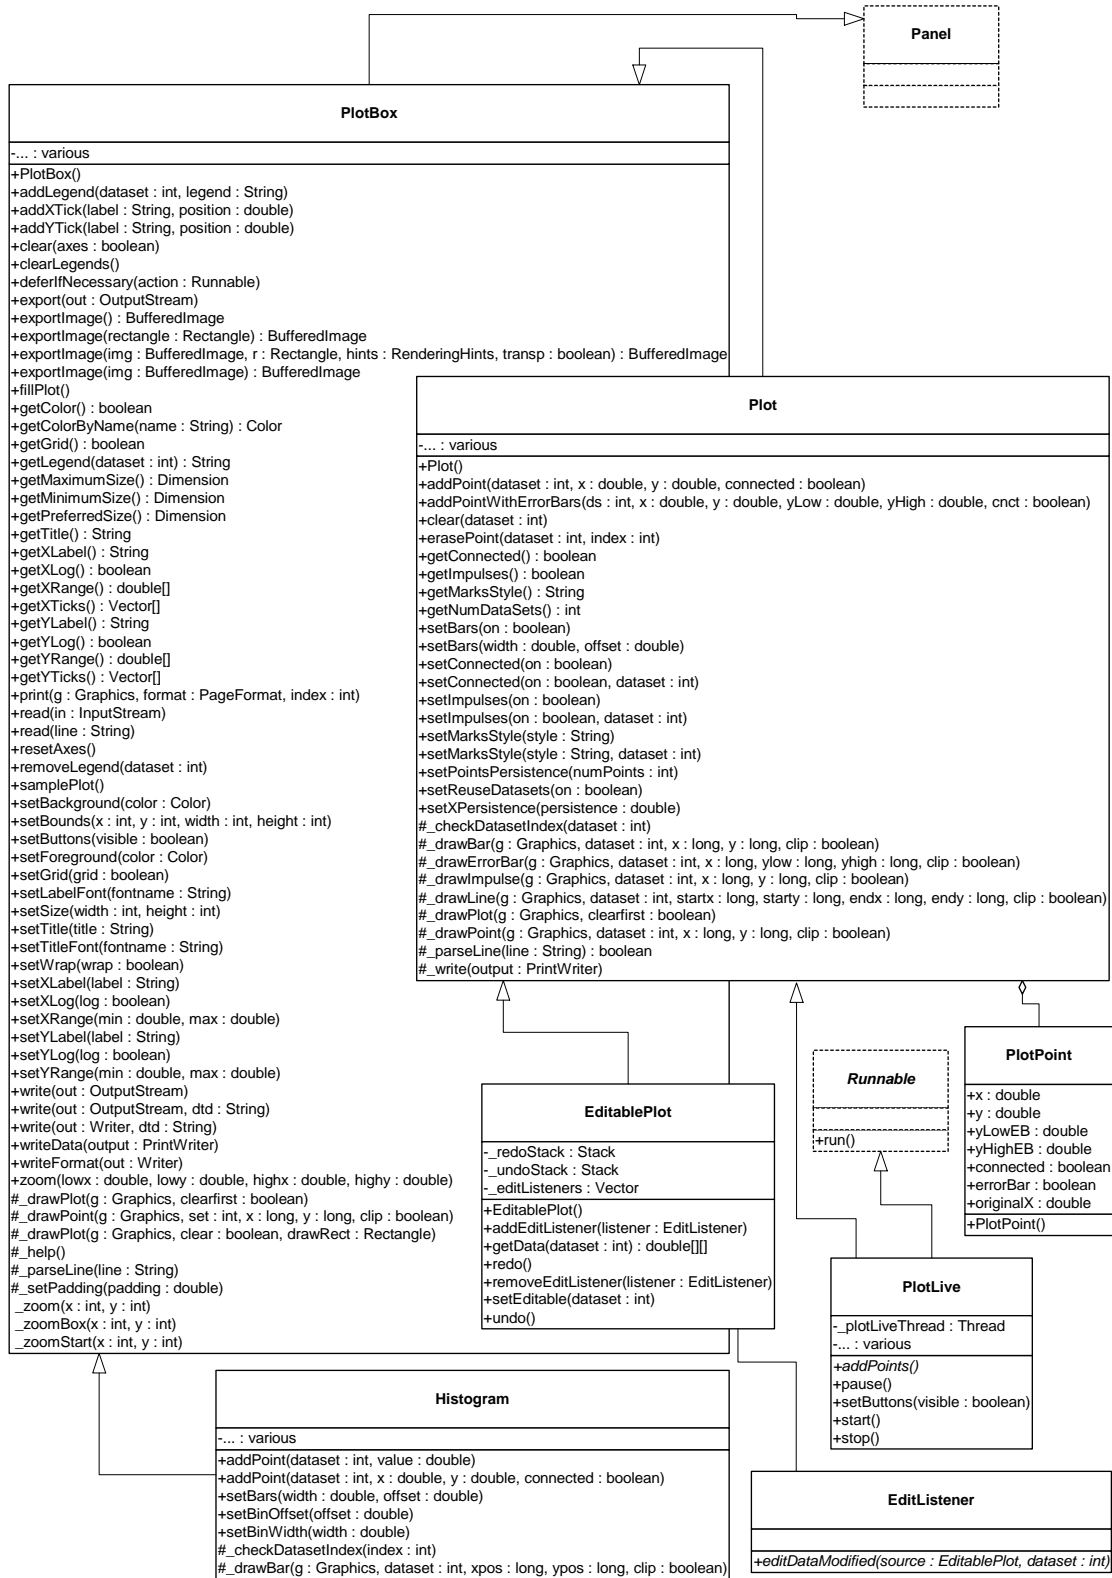 Panel
PlotBox
-... : various
+PlotBox()
+addLegend(dataset : int, legend : String)
+addXTick(label : String, position : double)
+addYTick(label : String, position : double)
+clear(axes : boolean)
+clearLegends()
+deferIfNecessary(action : Runnable)
+export(out : OutputStream)
+exportImage() : BufferedImage
+exportImage(rectangle : Rectangle) : BufferedImage
+exportImage(img : BufferedImage, r : Rectangle, hints : RenderingHints, transp : boolean) : BufferedImage
+exportImage(img : BufferedImage) : BufferedImage
+fillPlot()
+getColor() : boolean
+getColorByName(name : String) : Color
+getGrid() : boolean
+getLegend(dataset : int) : String
+getMaximumSize() : Dimension
+getMinimumSize() : Dimension
+getPreferredSize() : Dimension
+getTitle() : String
+getXLabel() : String
+getXLog() : boolean
+getXRange() : double[]
+getXTicks() : Vector[]
+getYLabel() : String
+getYLog() : boolean
+getYRange() : double[]
+getYTicks() : Vector[]
+print(g : Graphics, format : PageFormat, index : int)
+read(in : InputStream)
+read(line : String)
+resetAxes()
+removeLegend(dataset : int)
+samplePlot()
+setBackground(color : Color)
+setBounds(x : int, y : int, width : int, height : int)
+setButtons(visible : boolean)
+setForeground(color : Color)
+setGrid(grid : boolean)
+setLabelFont(fontname : String)
+setSize(width : int, height : int)
+setTitle(title : String)
+setTitleFont(fontname : String)
+setWrap(wrap : boolean)
+setXLabel(label : String)
+setXLog(log : boolean)
+setXRange(min : double, max : double)
+setYLabel(label : String)
+setYLog(log : boolean)
+setYRange(min : double, max : double)
+write(out : OutputStream)
+write(out : OutputStream, dtd : String)
+write(out : Writer, dtd : String)
+writeData(output : PrintWriter)
+writeFormat(out : Writer)
+zoom(lowx : double, lowy : double, highx : double, highy : double)
#_drawPlot(g : Graphics, clearfirst : boolean)
#_drawPoint(g : Graphics, set : int, x : long, y : long, clip : boolean)
#_drawPlot(g : Graphics, clear : boolean, drawRect : Rectangle)
#_help()
#_parseLine(line : String)
#_setPadding(padding : double)
_zoom(x : int, y : int)
_zoomBox(x : int, y : int)
_zoomStart(x : int, y : int)
Plot
-... : various
+Plot()
+addPoint(dataset : int, x : double, y : double, connected : boolean)
+addPointWithErrorBars(ds : int, x : double, y : double, yLow : double, yHigh : double, cnct : boolean)
+clear(dataset : int)
+erasePoint(dataset : int, index : int)
+getConnected() : boolean
+getImpulses() : boolean
+getMarksStyle() : String
+getNumDataSets() : int
+setBars(on : boolean)
+setBars(width : double, offset : double)
+setConnected(on : boolean)
+setConnected(on : boolean, dataset : int)
+setImpulses(on : boolean)
+setImpulses(on : boolean, dataset : int)
+setMarksStyle(style : String)
+setMarksStyle(style : String, dataset : int)
+setPointsPersistence(numPoints : int)
+setReuseDatasets(on : boolean)
+setXPersistence(persistence : double)
#_checkDatasetIndex(dataset : int)
#_drawBar(g : Graphics, dataset : int, x : long, y : long, clip : boolean)
#_drawErrorBar(g : Graphics, dataset : int, x : long, ylow : long, yhigh : long, clip : boolean)
#_drawImpulse(g : Graphics, dataset : int, x : long, y : long, clip : boolean)
#_drawLine(g : Graphics, dataset : int, startx : long, starty : long, endx : long, endy : long, clip : boolean)
#_drawPlot(g : Graphics, clearfirst : boolean)
#_drawPoint(g : Graphics, dataset : int, x : long, y : long, clip : boolean)
#_parseLine(line : String) : boolean
#_write(output : PrintWriter)
EditablePlot
-_redoStack : Stack
-_undoStack : Stack
-_editListeners : Vector
+EditablePlot()
+addEditListener(listener : EditListener)
+getData(dataset : int) : double[][]
+redo()
+removeEditListener(listener : EditListener)
+setEditable(dataset : int)
+undo()
Runnable
+run()
PlotPoint
+x : double
+y : double
+yLowEB : double
+yHighEB : double
+connected : boolean
+errorBar : boolean
+originalX : double
+PlotPoint()
PlotLive
-_plotLiveThread : Thread
-... : various
+addPoints()
+pause()
+setButtons(visible : boolean)
+start()
+stop()
Histogram
-... : various
+addPoint(dataset : int, value : double)
+addPoint(dataset : int, x : double, y : double, connected : boolean)
+setBars(width : double, offset : double)
+setBinOffset(offset : double)
+setBinWidth(width : double)
#_checkDatasetIndex(index : int)
#_drawBar(g : Graphics, dataset : int, xpos : long, ypos : long, clip : boolean)
EditListener
+editDataModified(source : EditablePlot, dataset : int)